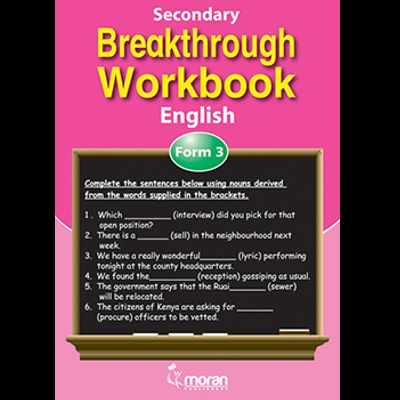 Secondary
Breakthrough
Workbook
English
Form 3
Complete the sentences below using nouns derived
from the words supplied in the brackets.
1. Which __________ (interview) did you pick for that
open position?
2. There is a _______ (sell) in the neighbourhood next
week.
3. We have a really wonderful________ (lyric) performing
tonight at the county headquarters.
4. We found the__________ (reception) gossiping as usual.
5. The government says that the Ruai________ (sewer)
will be relocated.
6. The citizens of Kenya are asking for ________
(procure) officers to be vetted.
moran
PUBLISHERS